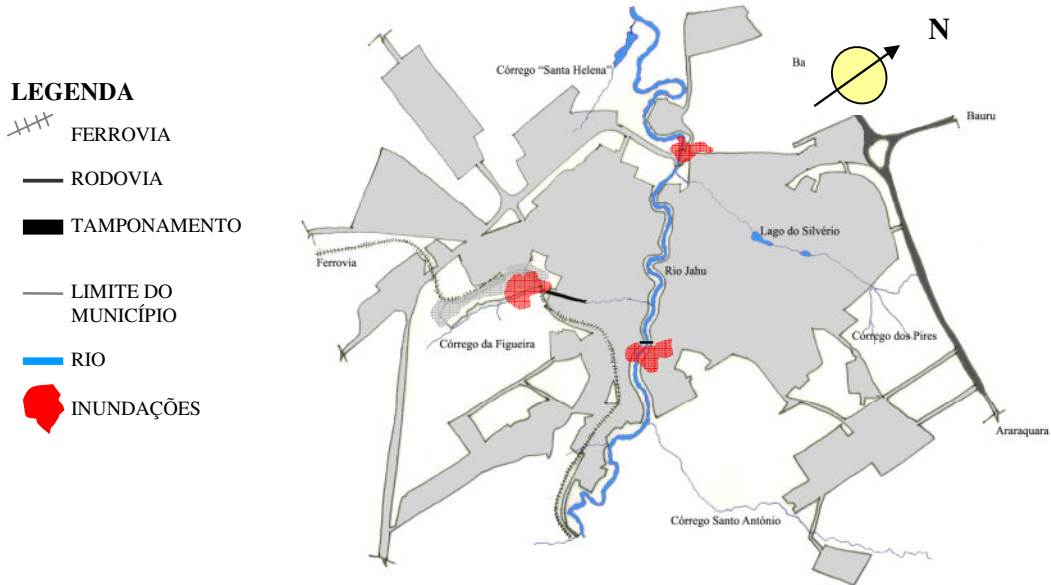 LEGENDA
FERROVIA
RODOVIA
TAMPONAMENTO
LIMITE DO
MUNICÍPIO
RIO
INUNDAÇÕES
N
Ba
Córrego “Santa Helena”
Bauru
Lago do Silvério
Ferrovia
Rio Jahu
Córrego da Figueira
Córrego dos Pires
Araraquara
Córrego Santo António